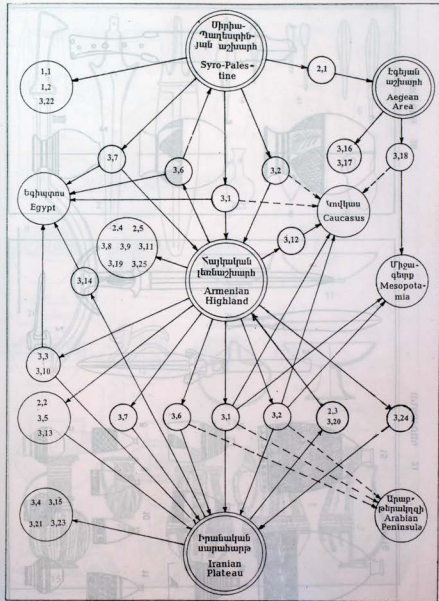 Սիրիա-
Պաղեստին-
յան աշխարհ
Syro-Pales-
tine
1,1
1,2
3,22
2,1
Էգեյան
աշխարհ
Aegean
Area
3,16
3,17
3,18
3,7
3,6
3,2
Եգիպտոս
Egypt
3,1
Կովկաս
Caucasus
2,4 2,5
3,8 3,9 3,11
3,19 3,25
3,12
Հայկական
լեռնաշխարհ
Armenian
Highland
3,14
Միջա-
գետք
Mesopota-
mia
3,3
3,10
2,2
3,5
3,13
3,7
3,6
3,1
3,2
2,3
3,20
3,24
3,4 3,15
3,21 3,23
Իրանական
սարահարթ
Iranian
Plateau
Արաբ-
թերակղզի
Arabian
Peninsula